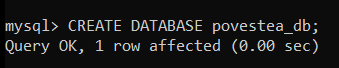 mysql> CREATE DATABASE povestea_db;
Query OK, 1 row affected (0.00 sec)